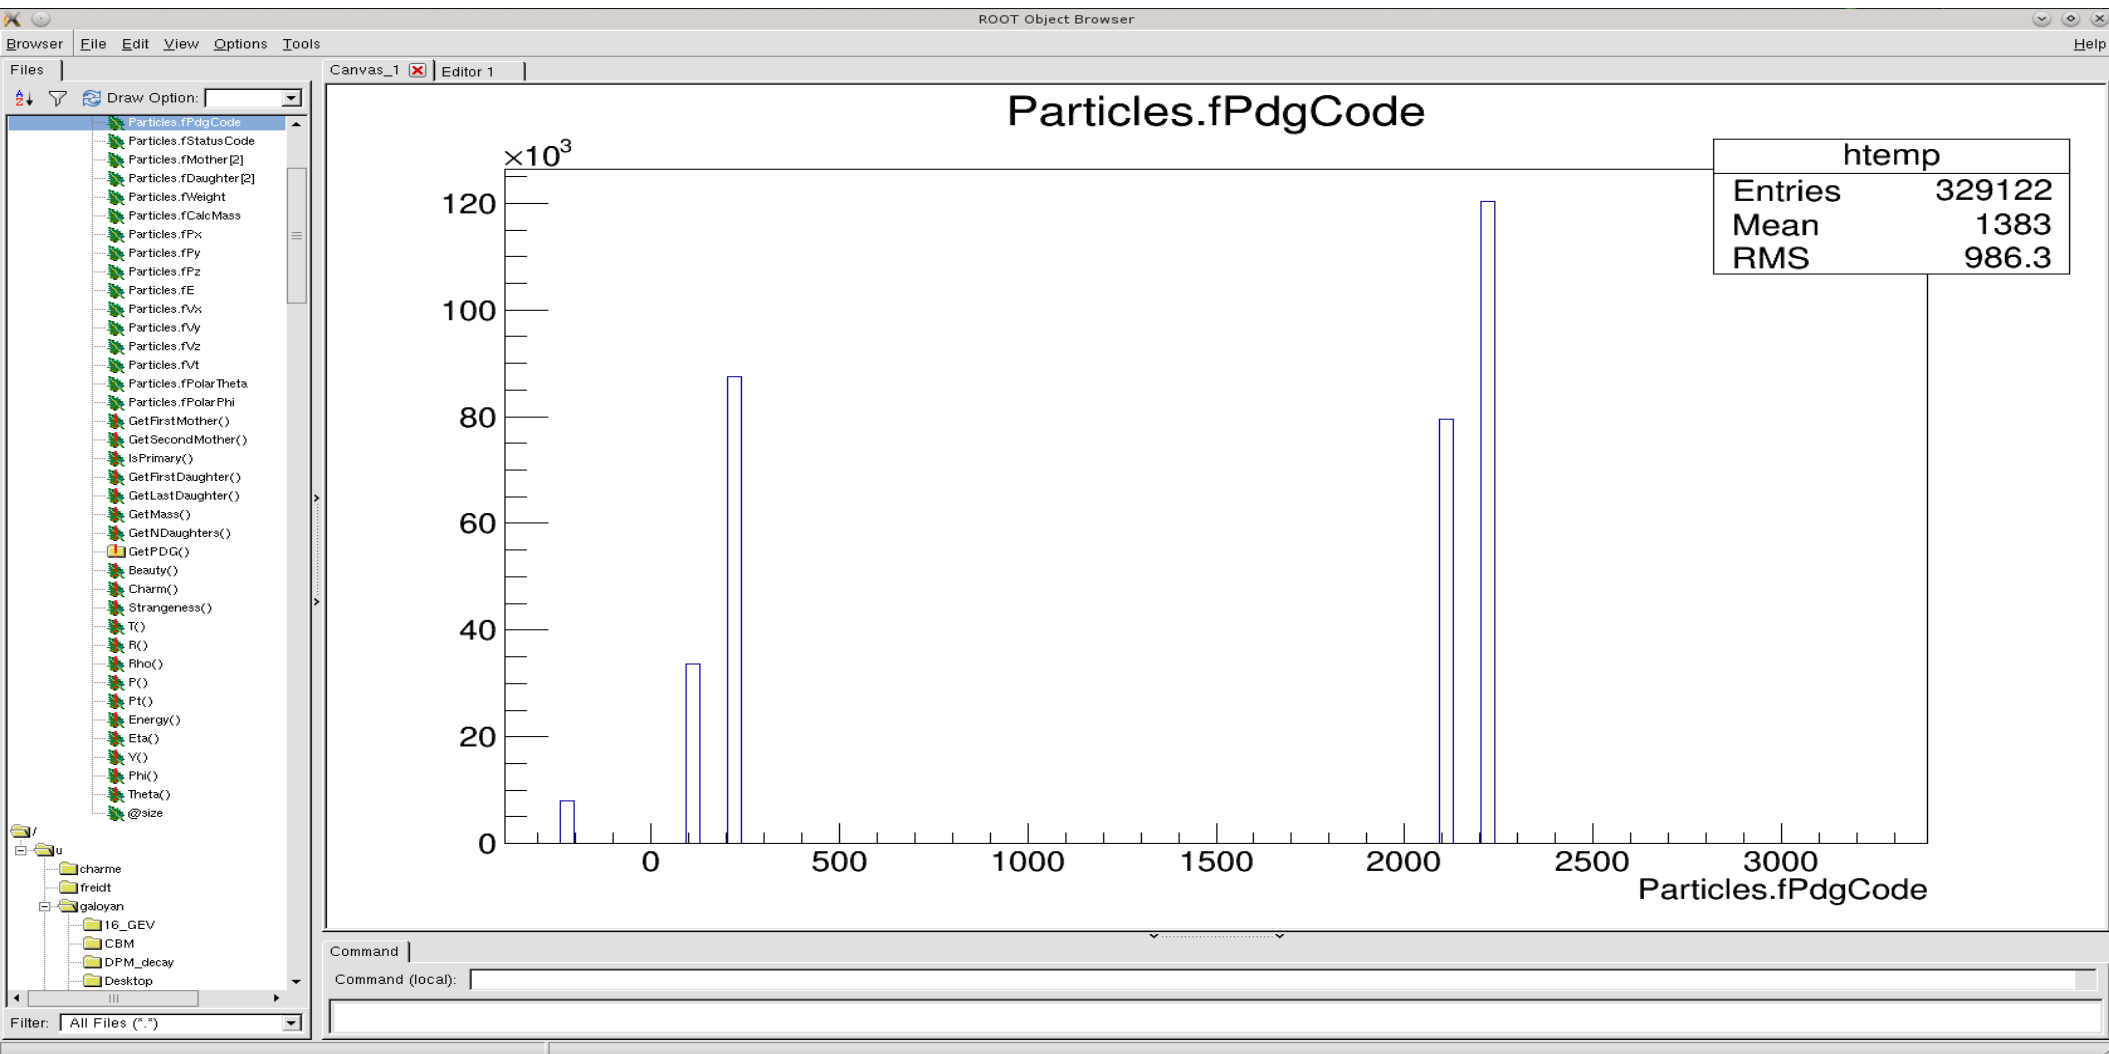 ROOT Object Browser
Browser File Edit View Options Tools Help
Files
Draw Option:
Particles.fPdgCode
Particles.fStatusCode
Particles.fMother[2]
Particles.fDaughter[2]
Particles.fWeight
Particles.fCalcMass
Particles.fPx
Particles.fPy
Particles.fPz
Particles.fE
Particles.fVx
Particles.fVy
Particles.fVz
Particles.fVt
Particles.fPolarTheta
Particles.fPolarPhi
GetFirstMother()
GetSecondMother()
IsPrimary()
GetFirstDaughter()
GetLastDaughter()
GetMass()
GetNDaughters()
GetPDG()
Beauty()
Charm()
Strangeness()
T()
R()
Rho()
P()
Pt()
Energy()
Eta()
Y()
Phi()
Theta()
@size
/
u
charme
freidt
galoyan
16_GEV
CBM
DPM_decay
Desktop
Filter: All Files (*.*)
Canvas_1 Editor 1
Particles.fPdgCode
×10³
htemp
Entries 329122
Mean 1383
RMS 986.3
120
100
80
60
40
20
0
0 500 1000 1500 2000 2500 3000
Particles.fPdgCode
Command
Command (local):